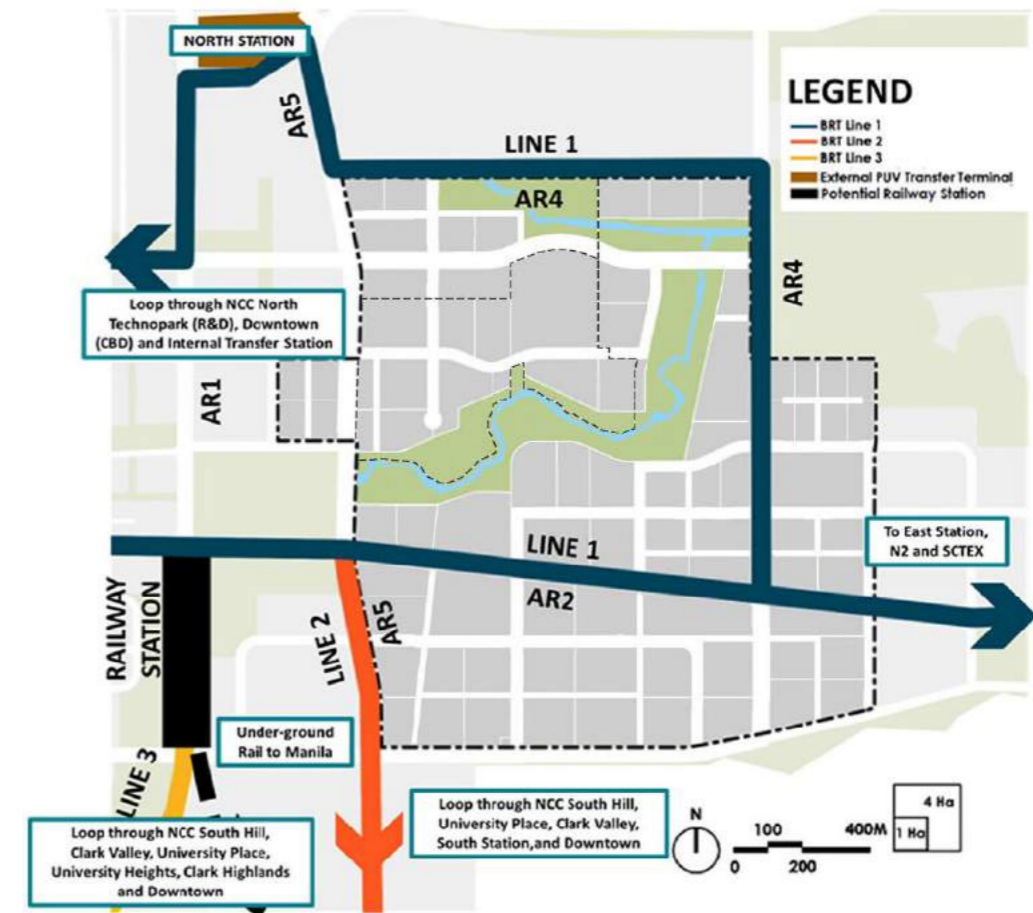 NORTH STATION
AR5
LINE 1
AR4
AR4
LEGEND
BRT Line 1
BRT Line 2
BRT Line 3
External PUV Transfer Terminal
Potential Railway Station
Loop through NCC North
Technopark (R&D), Downtown
(CBD) and Internal Transfer Station
AR1
To East Station,
N2 and SCTEX
LINE 1
AR2
RAILWAY
STATION
LINE 2
AR5
Under-ground
Rail to Manila
LINE 3
Loop through NCC South Hill,
Clark Valley, University Place,
University Heights, Clark Highlands
and Downtown
Loop through NCC South Hill,
University Place, Clark Valley,
South Station,and Downtown
N
100 400M
0 200
4 Ha
1 Ha